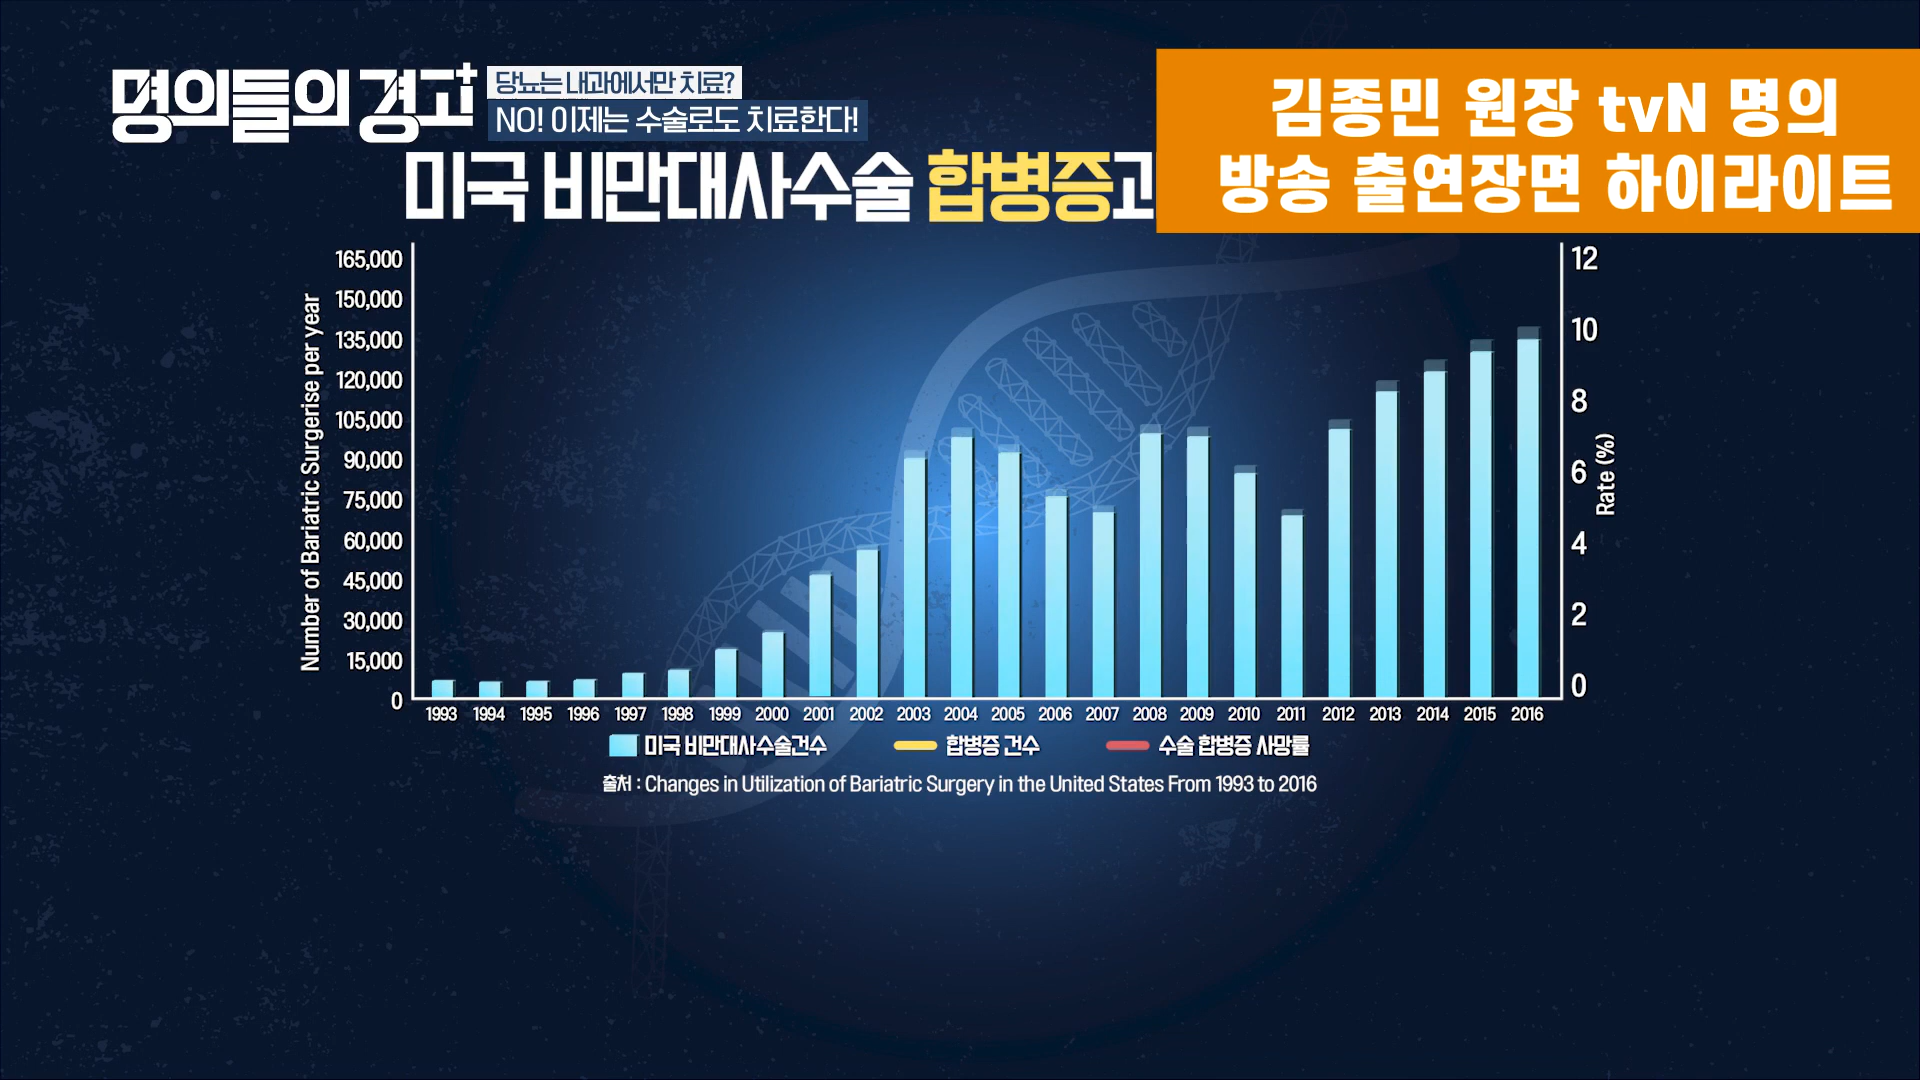 명의들의 경고+
당뇨는 내과에서만 치료?
NO! 이제는 수술로도 치료한다!
김종민 원장 tvN 명의
방송 출연장면 하이라이트
미국 비만대사수술 합병증과
Number of Bariatric Surgerise per year
165,000
150,000
135,000
120,000
105,000
90,000
75,000
60,000
45,000
30,000
15,000
0
12
10
8
6
4
2
0
Rate (%)
1993 1994 1995 1996 1997 1998 1999 2000 2001 2002 2003 2004 2005 2006 2007 2008 2009 2010 2011 2012 2013 2014 2015 2016
미국 비만대사수술건수 합병증 건수 수술 합병증 사망률
출처 : Changes in Utilization of Bariatric Surgery in the United States From 1993 to 2016